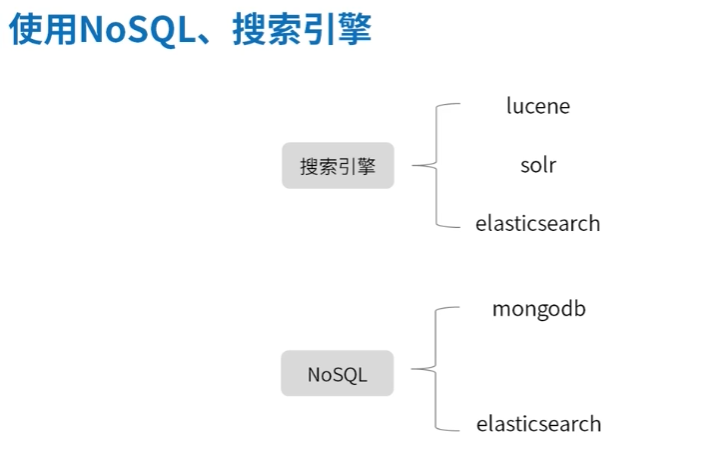 使用NoSQL、搜索引擎
搜索引擎
lucene
solr
elasticsearch
NoSQL
mongodb
elasticsearch